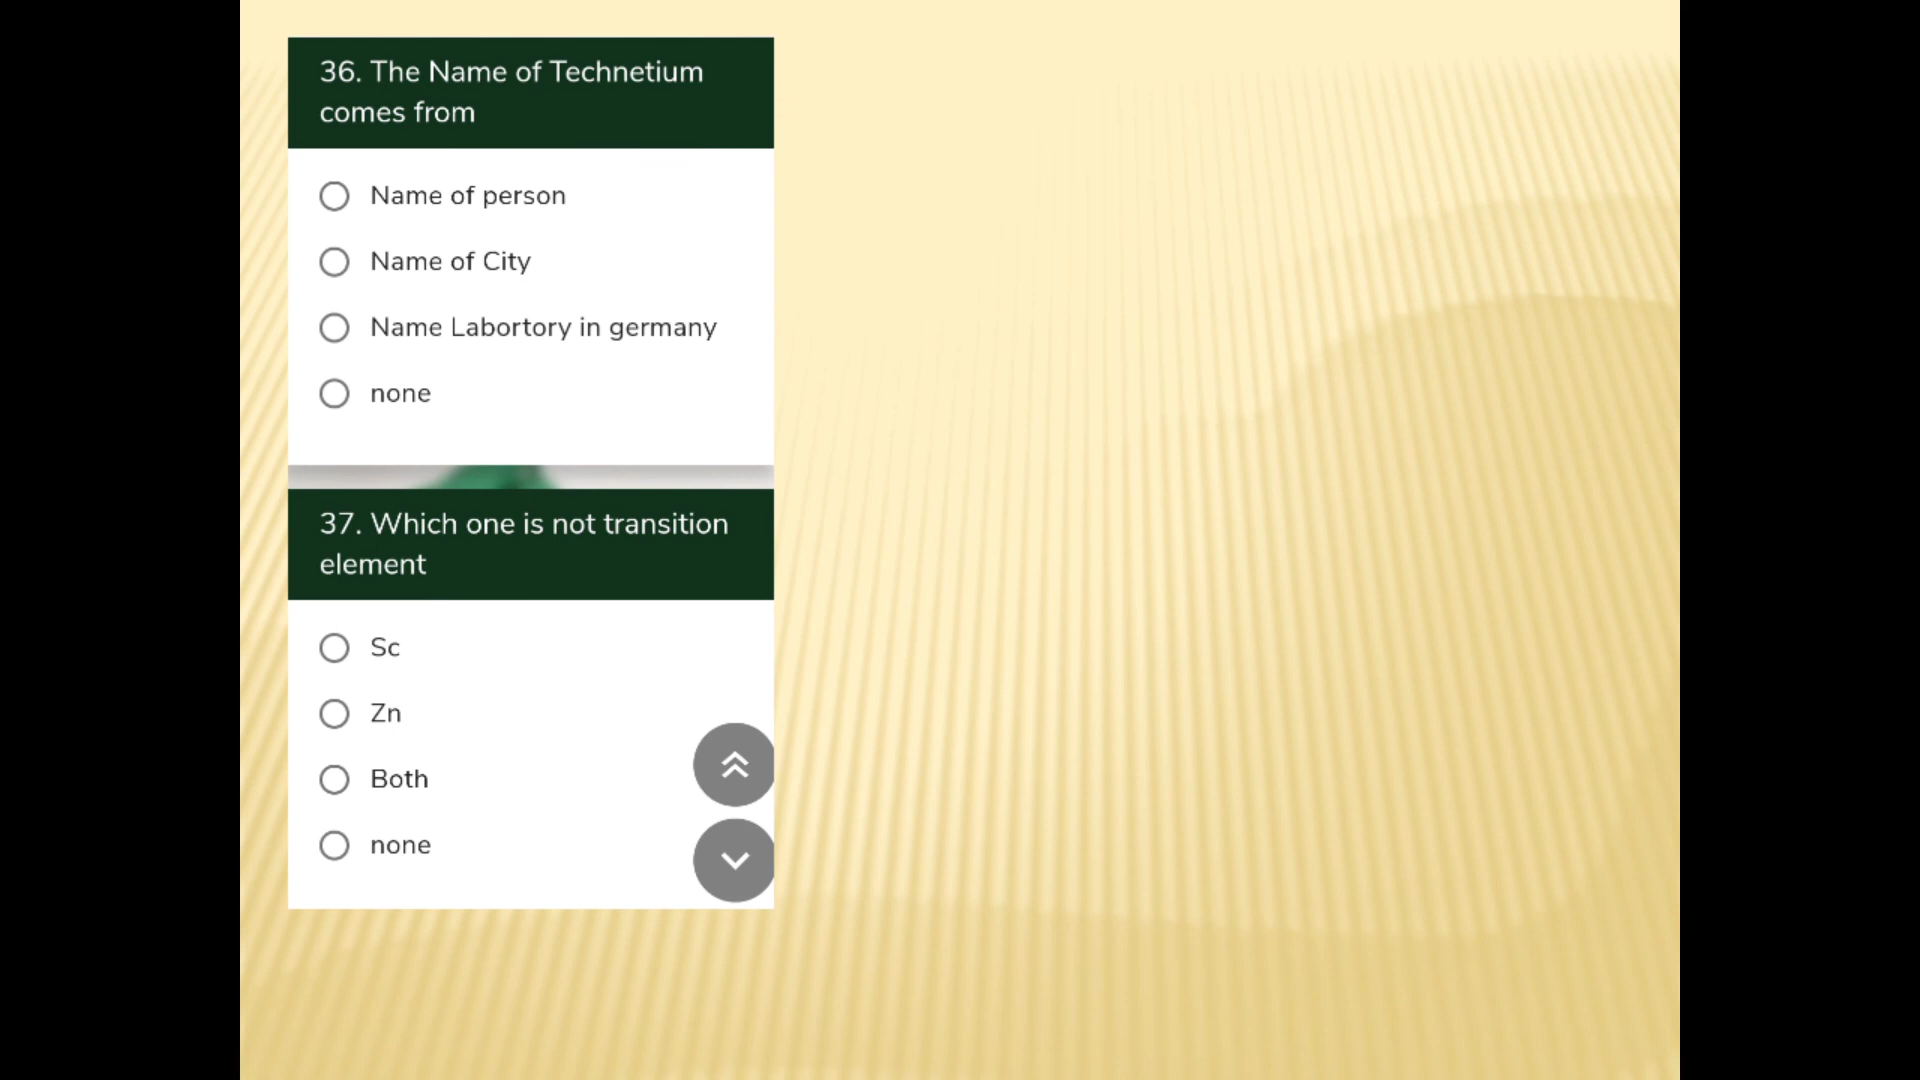 36. The Name of Technetium
comes from
Name of person
Name of City
Name Labortory in germany
none
37. Which one is not transition
element
Sc
Zn
Both
none